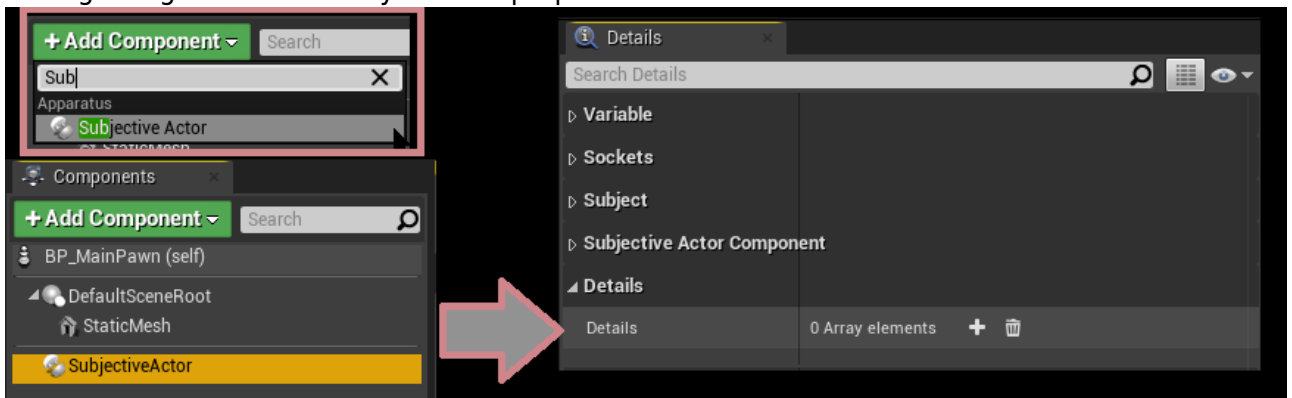 + Add Component
Search
Sub
Apparatus
Subjective Actor
StaticMesh
Components
+ Add Component
Search
BP_MainPawn (self)
DefaultSceneRoot
StaticMesh
SubjectiveActor
Details
Search Details
Variable
Sockets
Subject
Subjective Actor Component
Details
Details 0 Array elements